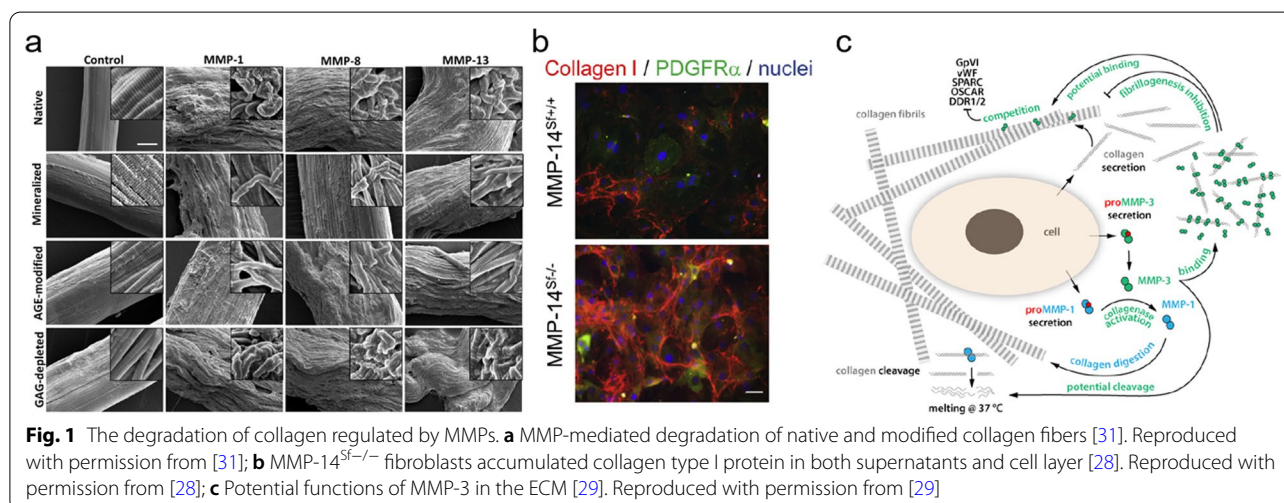 a
Control
MMP-1
MMP-8
MMP-13
Native
Mineralized
AGE-modified
GAG-depleted
b
Collagen I / PDGFRα / nuclei
MMP-14Sf+/+
MMP-14Sf-/-
c
GpVI
vWF
SPARC
OSCAR
DDR1/2
competition
potential binding
fibrillogenesis inhibition
collagen fibrils
collagen
secretion
cell
proMMP-3
secretion
MMP-3
binding
proMMP-1
secretion
collagenase
activation
MMP-1
collagen digestion
collagen cleavage
potential cleavage
melting @ 37 °C
Fig. 1 The degradation of collagen regulated by MMPs. a MMP-mediated degradation of native and modified collagen fibers [31]. Reproduced
with permission from [31]; b MMP-14Sf−/− fibroblasts accumulated collagen type I protein in both supernatants and cell layer [28]. Reproduced with
permission from [28]; c Potential functions of MMP-3 in the ECM [29]. Reproduced with permission from [29]